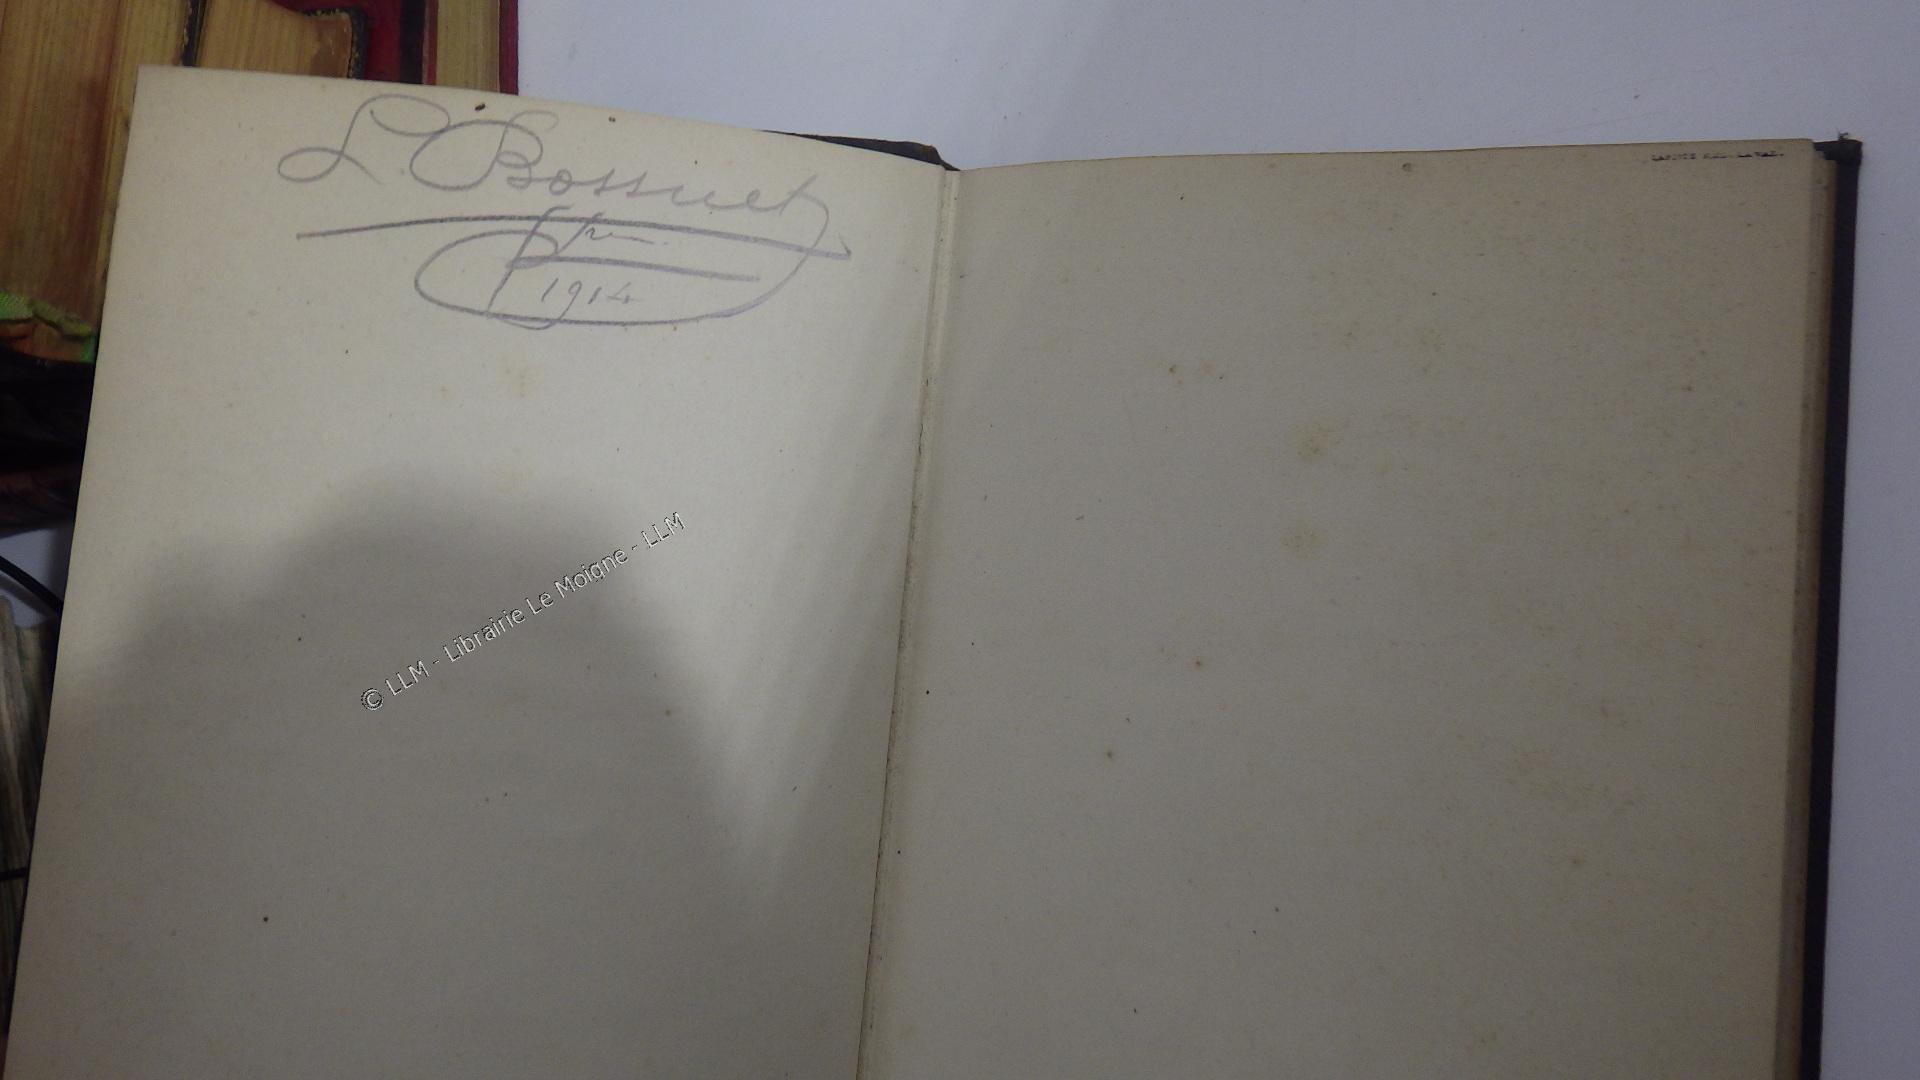 L. Bossuet
1914
© LLM - Librairie Le Moigne - LLM